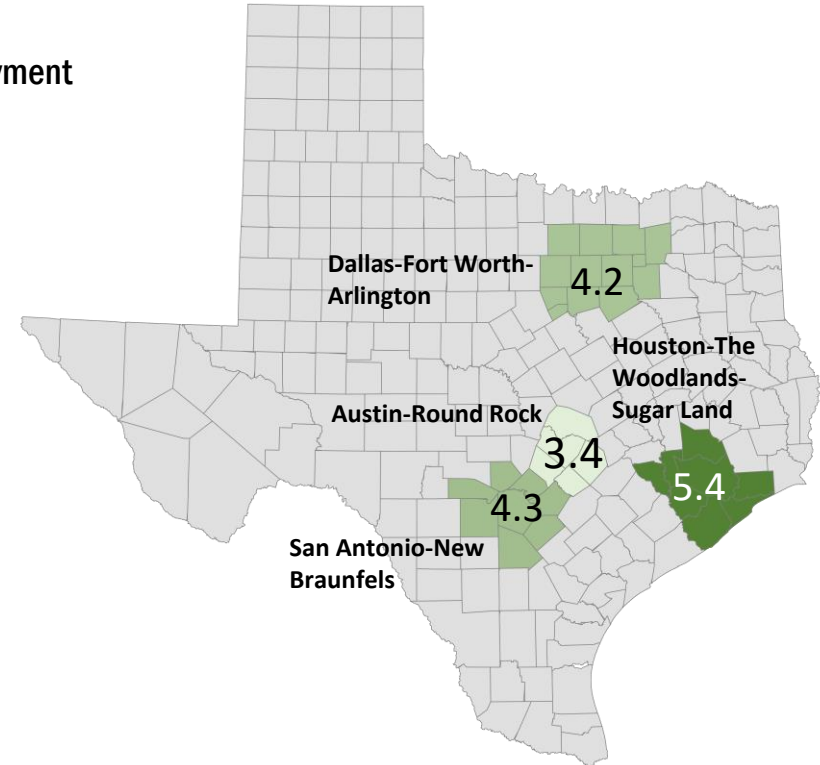 yment
Dallas-Fort Worth-
Arlington
4.2
Houston-The
Woodlands-
Sugar Land
Austin-Round Rock
3.4
5.4
4.3
San Antonio-New
Braunfels